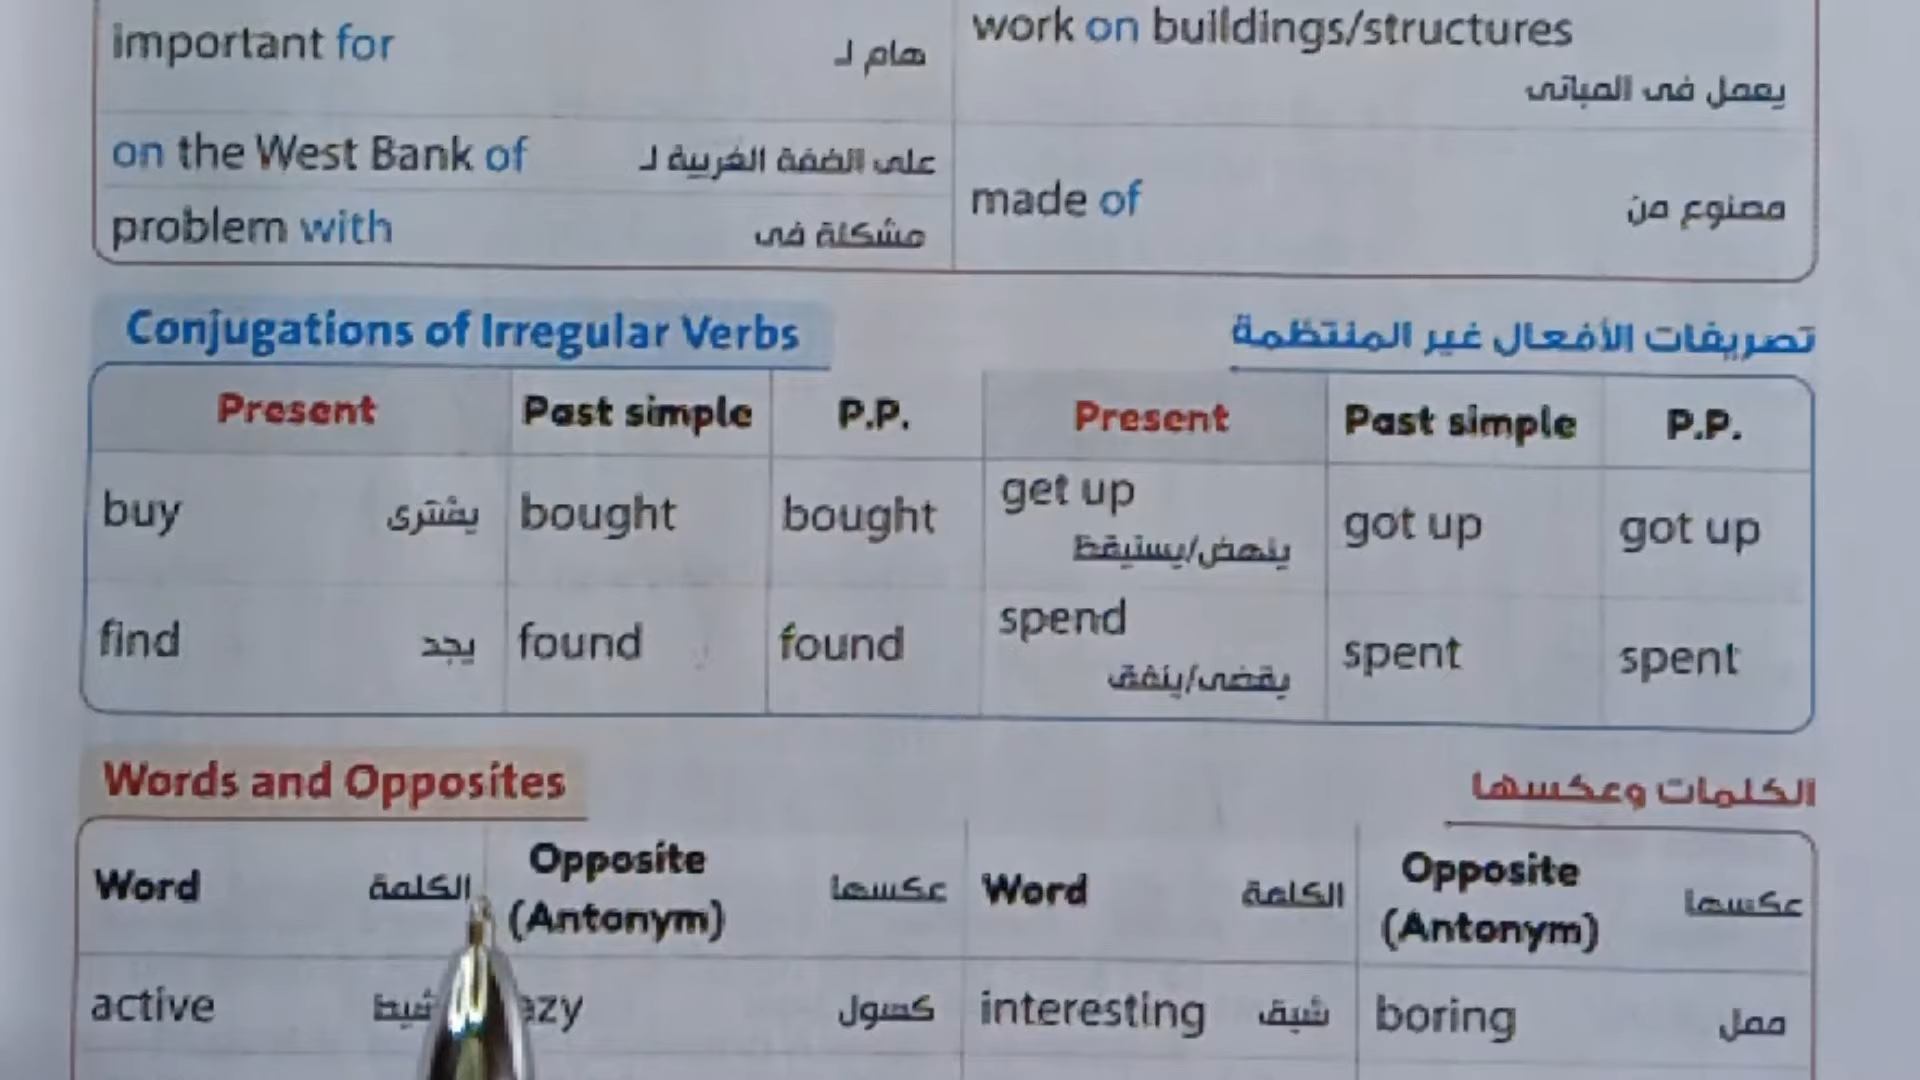 important for هام لـ
work on buildings/structures
يعمل فى المبانى
on the West Bank of على الضفة الغربية لـ
problem with مشكلة فى
made of مصنوع من
Conjugations of Irregular Verbs تصريفات الأفعال غير المنتظمة
Present Past simple P.P. Present Past simple P.P.
buy يشترى bought bought get up ينهض/يستيقظ got up got up
find يجد found found spend يقضى/ينفق spent spent
Words and Opposites الكلمات وعكسها
Word الكلمة Opposite (Antonym) عكسها Word الكلمة Opposite (Antonym) عكسها
active كسول interesting شيق boring ممل